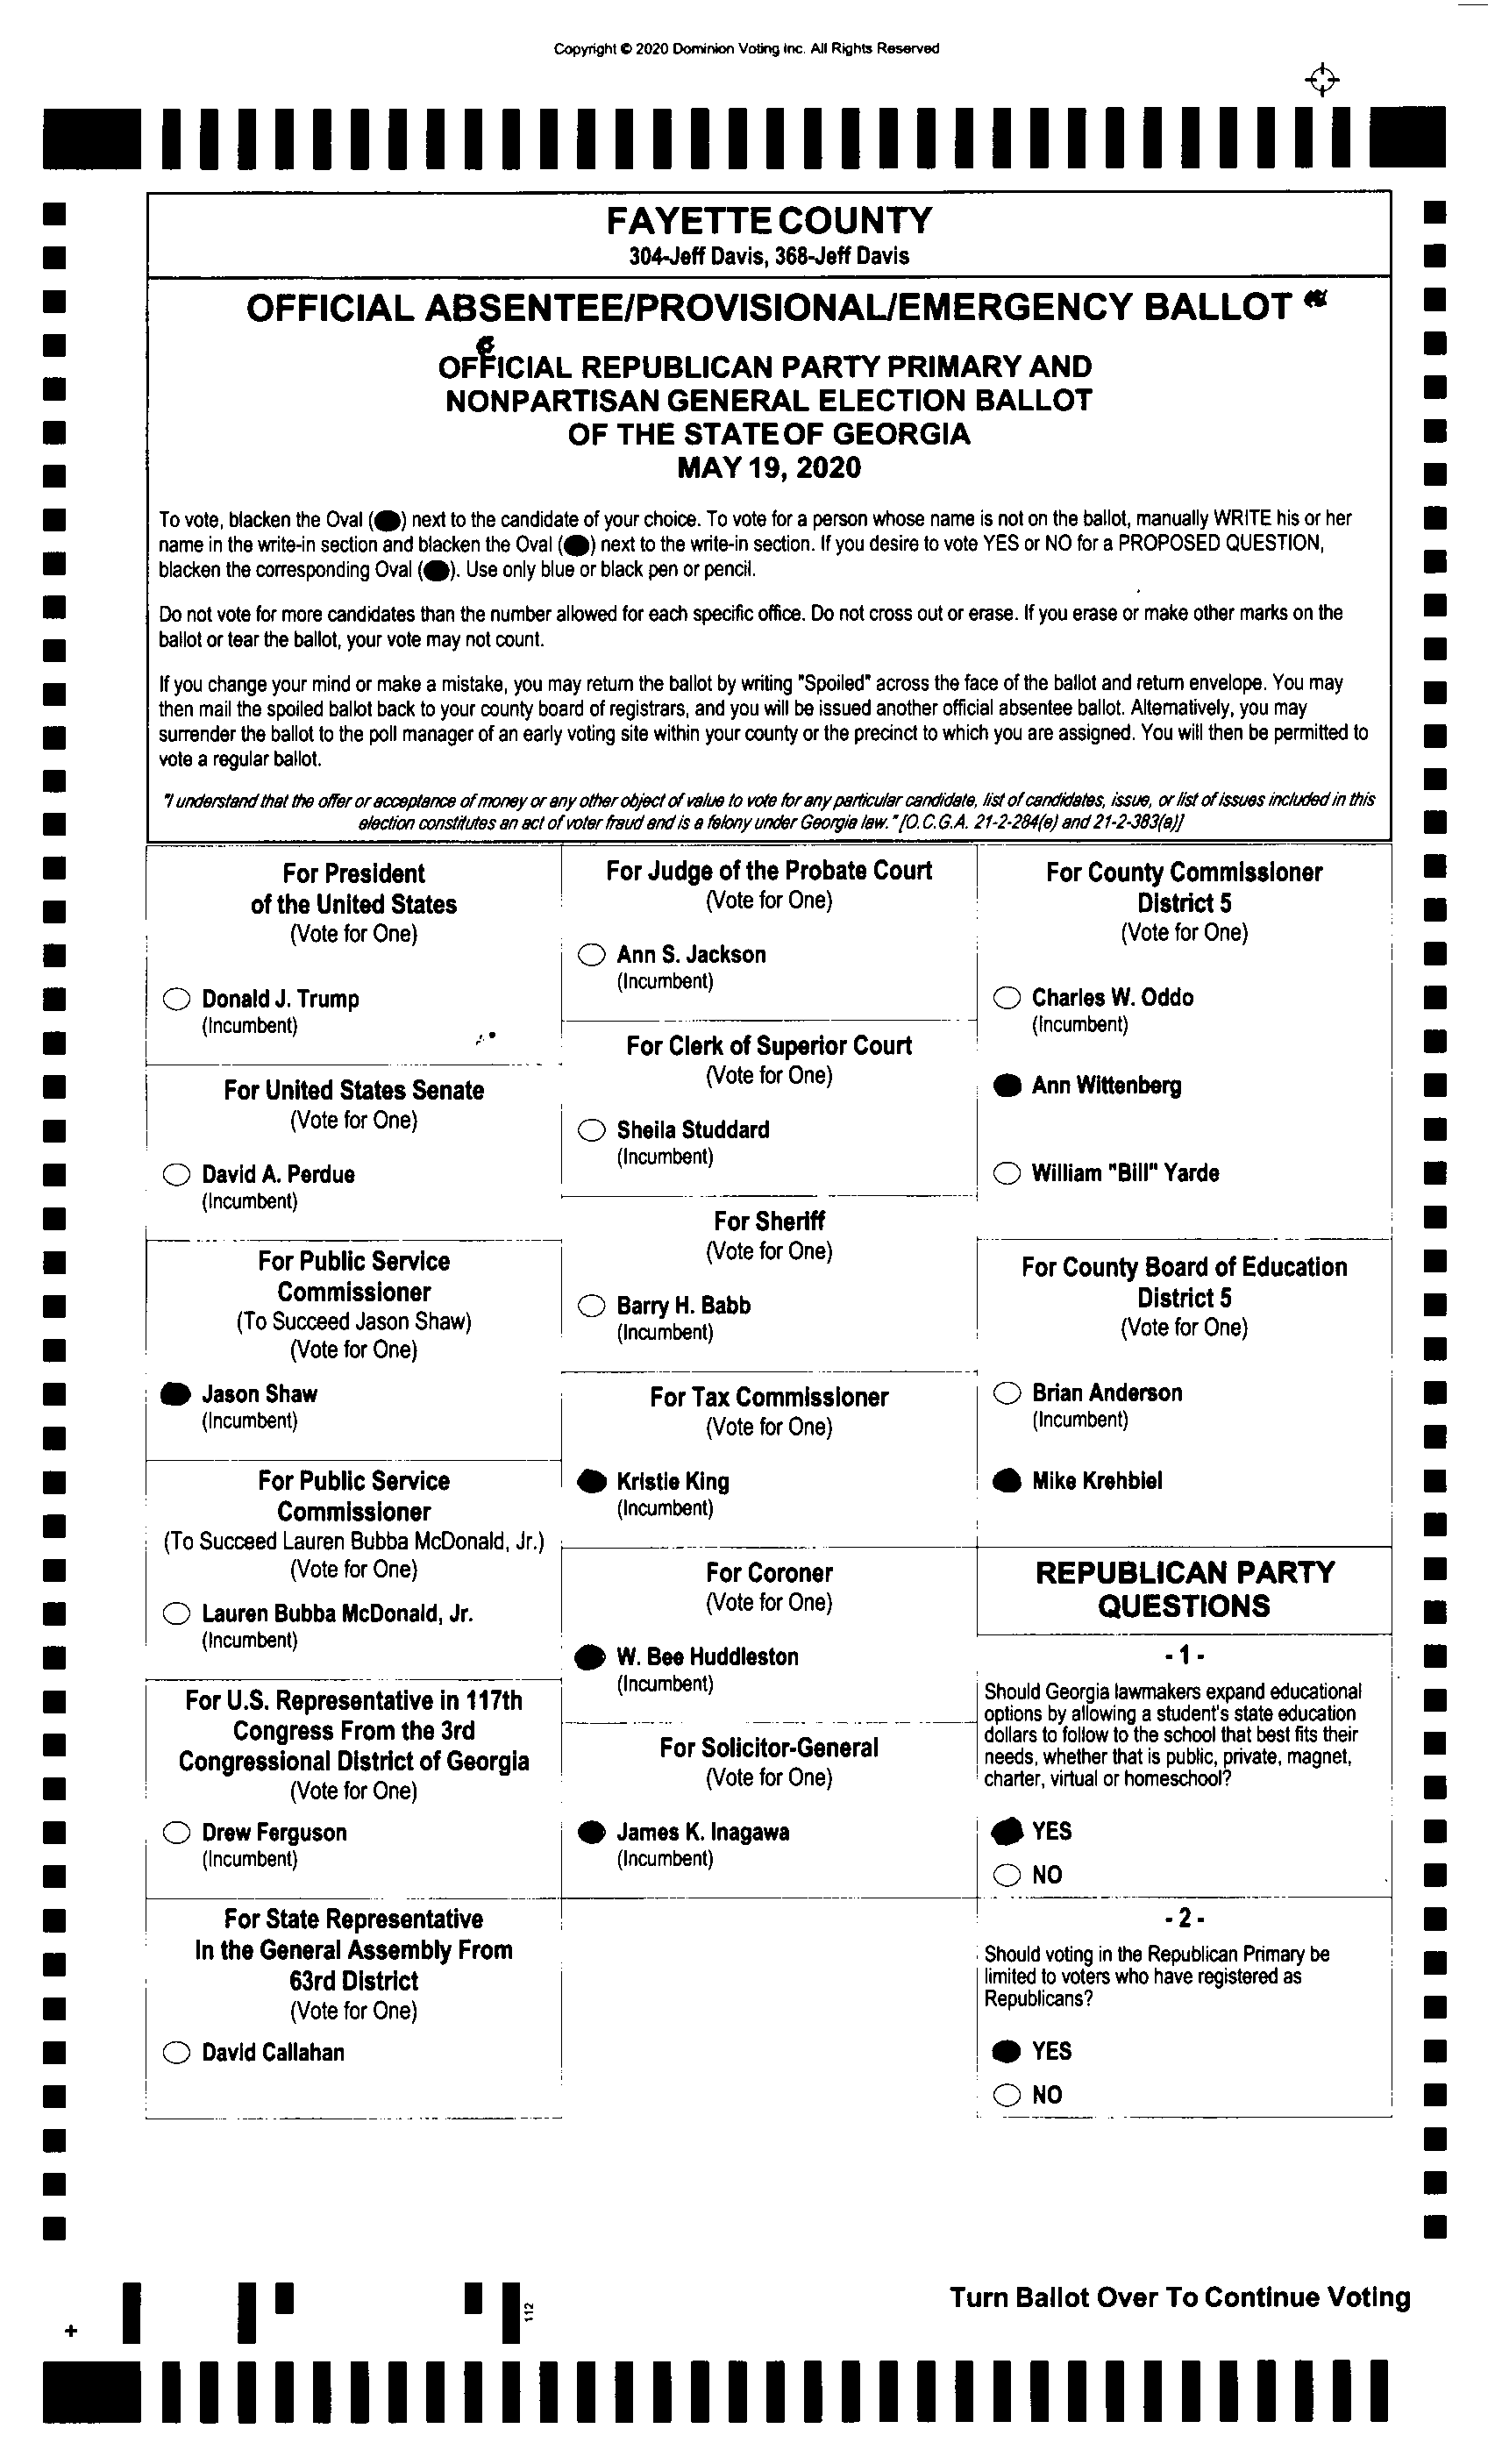 Copyright © 2020 Dominion Voting Inc. All Rights Reserved
FAYETTE COUNTY
304-Jeff Davis, 368-Jeff Davis
OFFICIAL ABSENTEE/PROVISIONAL/EMERGENCY BALLOT
OFFICIAL REPUBLICAN PARTY PRIMARY AND
NONPARTISAN GENERAL ELECTION BALLOT
OF THE STATE OF GEORGIA
MAY 19, 2020
To vote, blacken the Oval (●) next to the candidate of your choice. To vote for a person whose name is not on the ballot, manually WRITE his or her
name in the write-in section and blacken the Oval (●) next to the write-in section. If you desire to vote YES or NO for a PROPOSED QUESTION,
blacken the corresponding Oval (●). Use only blue or black pen or pencil.
Do not vote for more candidates than the number allowed for each specific office. Do not cross out or erase. If you erase or make other marks on the
ballot or tear the ballot, your vote may not count.
If you change your mind or make a mistake, you may return the ballot by writing "Spoiled" across the face of the ballot and return envelope. You may
then mail the spoiled ballot back to your county board of registrars, and you will be issued another official absentee ballot. Alternatively, you may
surrender the ballot to the poll manager of an early voting site within your county or the precinct to which you are assigned. You will then be permitted to
vote a regular ballot.
"I understand that the offer or acceptance of money or any other object of value to vote for any particular candidate, list of candidates, issue, or list of issues included in this
election constitutes an act of voter fraud and is a felony under Georgia law." [O.C.G.A. 21-2-284(e) and 21-2-383(a)]
For President
of the United States
(Vote for One)
Donald J. Trump
(Incumbent)
For United States Senate
(Vote for One)
David A. Perdue
(Incumbent)
For Public Service
Commissioner
(To Succeed Jason Shaw)
(Vote for One)
Jason Shaw
(Incumbent)
For Public Service
Commissioner
(To Succeed Lauren Bubba McDonald, Jr.)
(Vote for One)
Lauren Bubba McDonald, Jr.
(Incumbent)
For U.S. Representative in 117th
Congress From the 3rd
Congressional District of Georgia
(Vote for One)
Drew Ferguson
(Incumbent)
For State Representative
In the General Assembly From
63rd District
(Vote for One)
David Callahan
For Judge of the Probate Court
(Vote for One)
Ann S. Jackson
(Incumbent)
For Clerk of Superior Court
(Vote for One)
Sheila Studdard
(Incumbent)
For Sheriff
(Vote for One)
Barry H. Babb
(Incumbent)
For Tax Commissioner
(Vote for One)
Kristie King
(Incumbent)
For Coroner
(Vote for One)
W. Bee Huddleston
(Incumbent)
For Solicitor-General
(Vote for One)
James K. Inagawa
(Incumbent)
For County Commissioner
District 5
(Vote for One)
Charles W. Oddo
(Incumbent)
Ann Wittenberg
William "Bill" Yarde
For County Board of Education
District 5
(Vote for One)
Brian Anderson
(Incumbent)
Mike Krehbiel
REPUBLICAN PARTY
QUESTIONS
- 1 -
Should Georgia lawmakers expand educational
options by allowing a student's state education
dollars to follow to the school that best fits their
needs, whether that is public, private, magnet,
charter, virtual or homeschool?
YES
NO
- 2 -
Should voting in the Republican Primary be
limited to voters who have registered as
Republicans?
YES
NO
Turn Ballot Over To Continue Voting
112
+